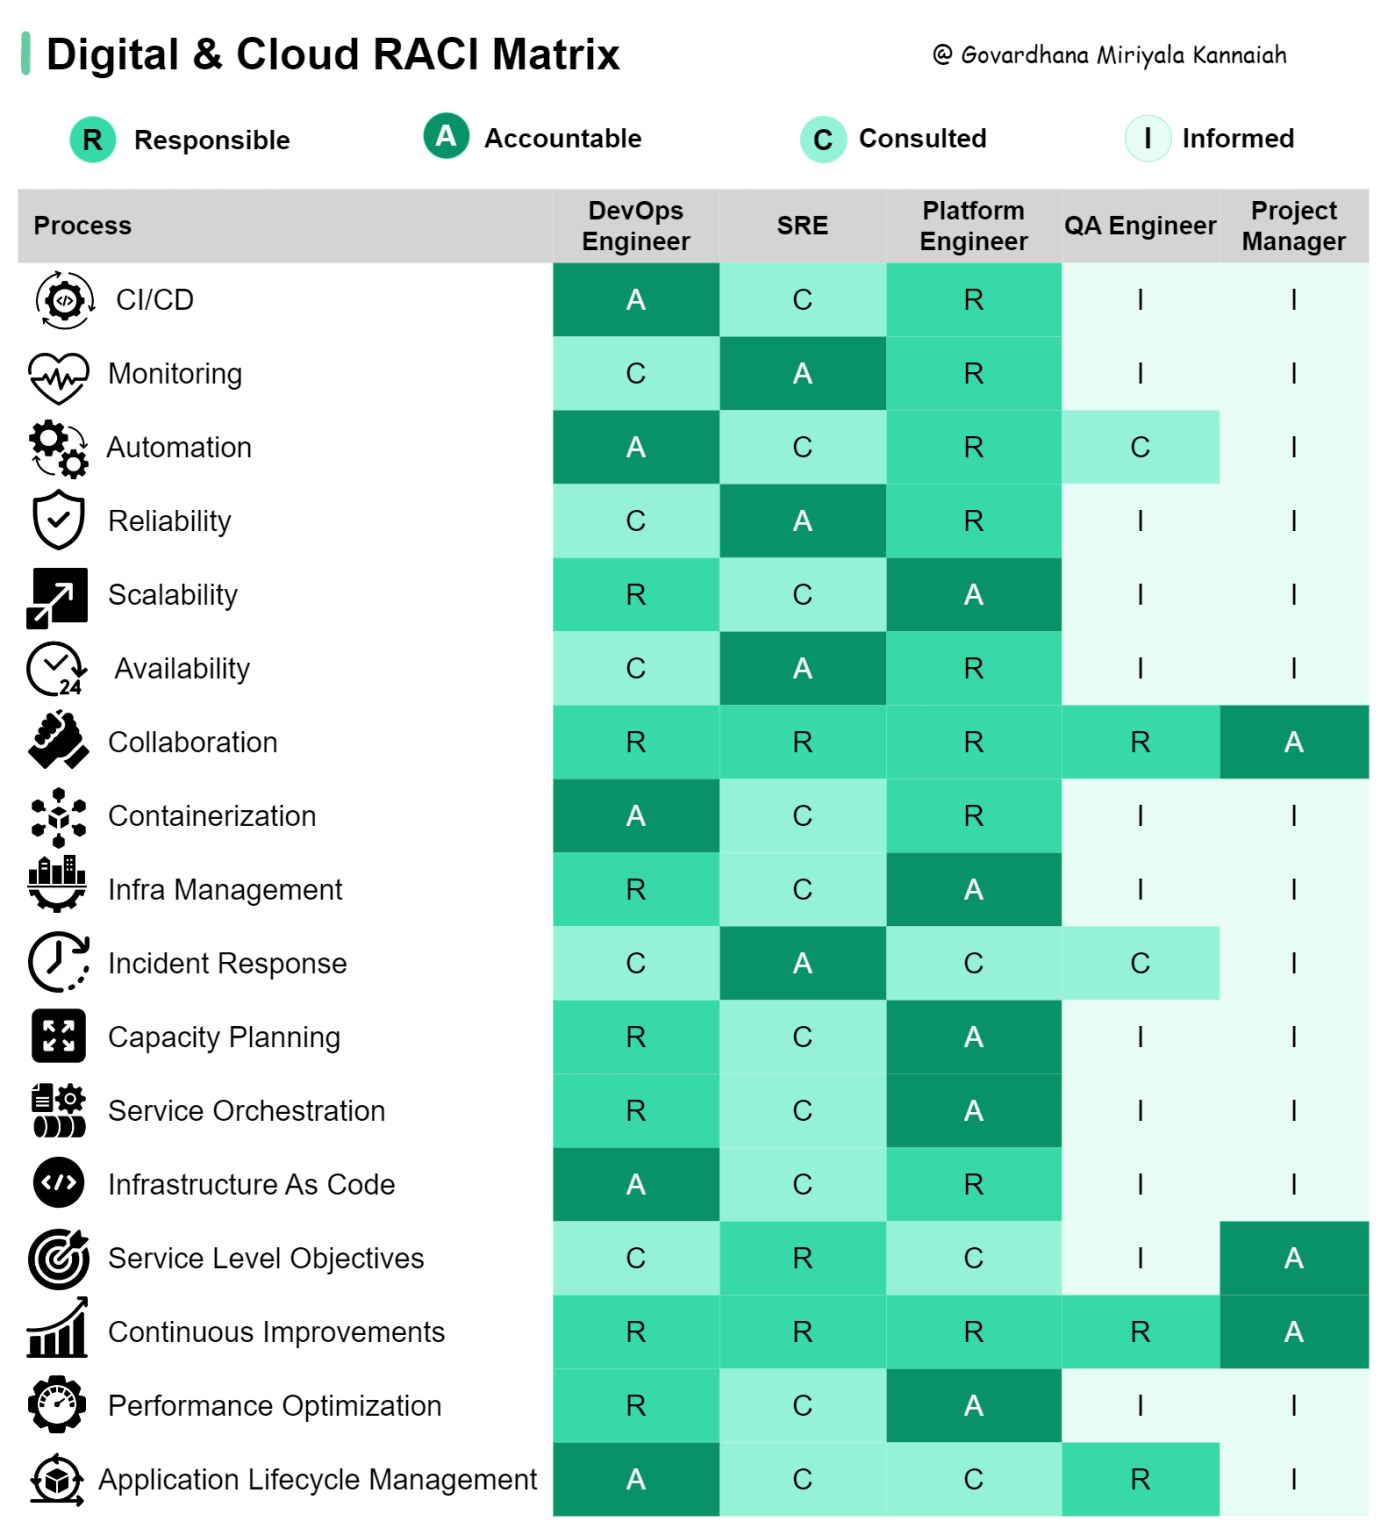 Digital & Cloud RACI Matrix
@ Govardhana Miriyala Kannaiah
R Responsible A Accountable C Consulted I Informed
Process DevOps Engineer SRE Platform Engineer QA Engineer Project Manager
CI/CD A C R I I
Monitoring C A R I I
Automation A C R C I
Reliability C A R I I
Scalability R C A I I
24 Availability C A R I I
Collaboration R R R R A
Containerization A C R I I
Infra Management R C A I I
Incident Response C A C C I
Capacity Planning R C A I I
Service Orchestration R C A I I
</> Infrastructure As Code A C R I I
Service Level Objectives C R C I A
Continuous Improvements R R R R A
Performance Optimization R C A I I
Application Lifecycle Management A C C R I